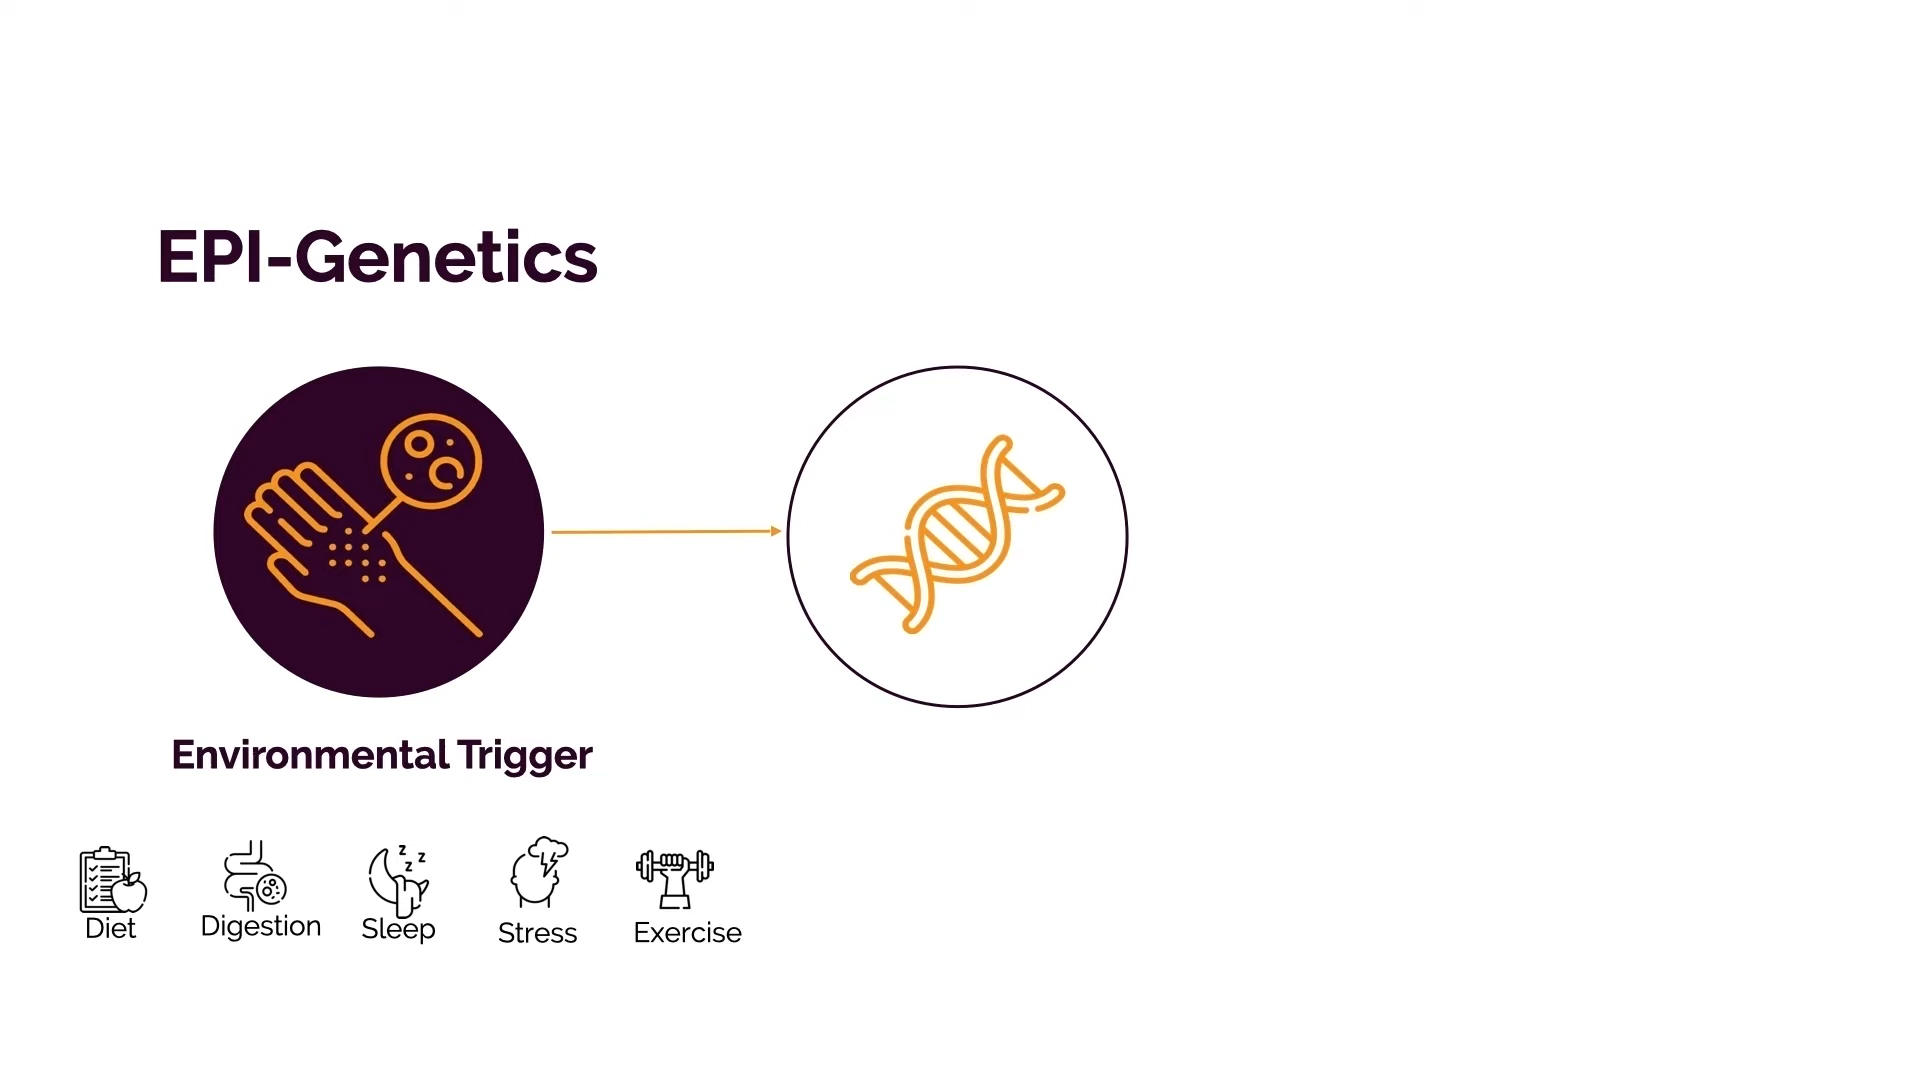 EPI-Genetics
Environmental Trigger
z z z
Diet Digestion Sleep Stress Exercise